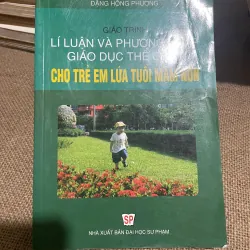 ĐẶNG HỒNG PHƯƠNG
GIÁO TRÌNH
LÍ LUẬN VÀ PHƯƠNG
GIÁO DỤC THỂ
CHO TRẺ EM LỨA TUỔI MẦM NON
SP
NHÀ XUẤT BẢN ĐẠI HỌC SƯ PHẠM